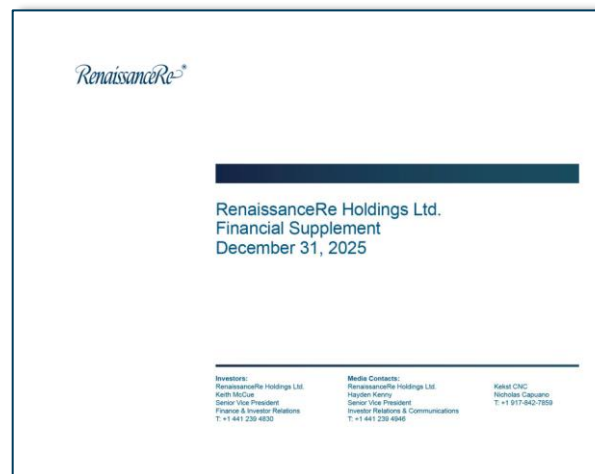 RenaissanceRe®
RenaissanceRe Holdings Ltd.
Financial Supplement
December 31, 2025
Investors:
RenaissanceRe Holdings Ltd.
Keith McCue
Senior Vice President
Finance & Investor Relations
T: +1 441 239 4830
Media Contacts:
RenaissanceRe Holdings Ltd.
Hayden Kenny
Senior Vice President
Investor Relations & Communications
T: +1 441 239 4946
Kekst CNC
Nicholas Capuano
T: +1 917-842-7859